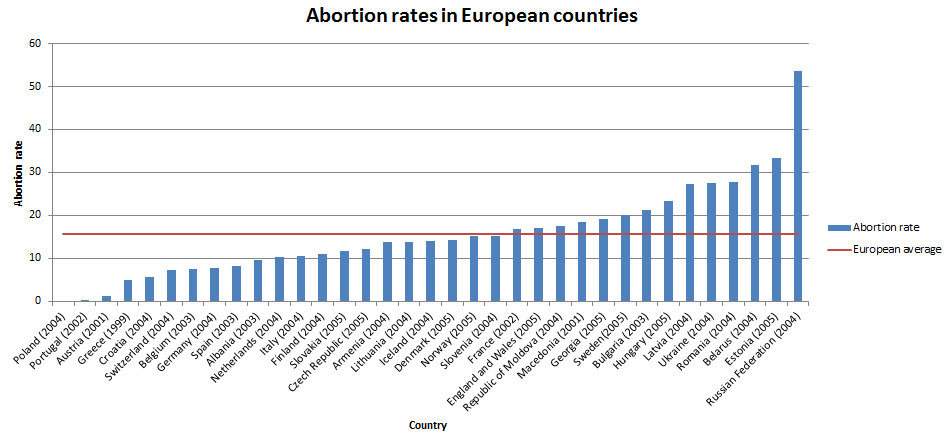 Abortion rates in European countries
60
50
40
30
20
10
0
Abortion rate
Poland (2004)
Portugal (2002)
Austria (2001)
Greece (1999)
Croatia (2004)
Switzerland (2004)
Belgium (2003)
Germany (2004)
Spain (2003)
Albania (2003)
Netherlands (2004)
Italy (2004)
Finland (2004)
Slovakia (2005)
Czech Republic (2005)
Armenia (2004)
Lithuania (2004)
Iceland (2004)
Denmark (2005)
Norway (2005)
Slovenia (2004)
France (2002)
England and Wales (2005)
Republic of Moldova (2004)
Macedonia (2001)
Georgia (2005)
Sweden (2005)
Bulgaria (2003)
Hungary (2005)
Latvia (2004)
Ukraine (2004)
Romania (2004)
Belarus (2004)
Estonia (2005)
Russian Federation (2004)
Country
Abortion rate
European average